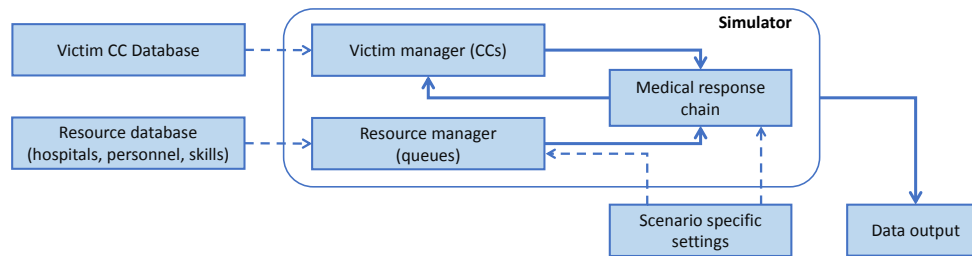 Simulator
Victim CC Database
Victim manager (CCs)
Medical response
chain
Resource database
(hospitals, personnel, skills)
Resource manager
(queues)
Scenario specific
settings
Data output